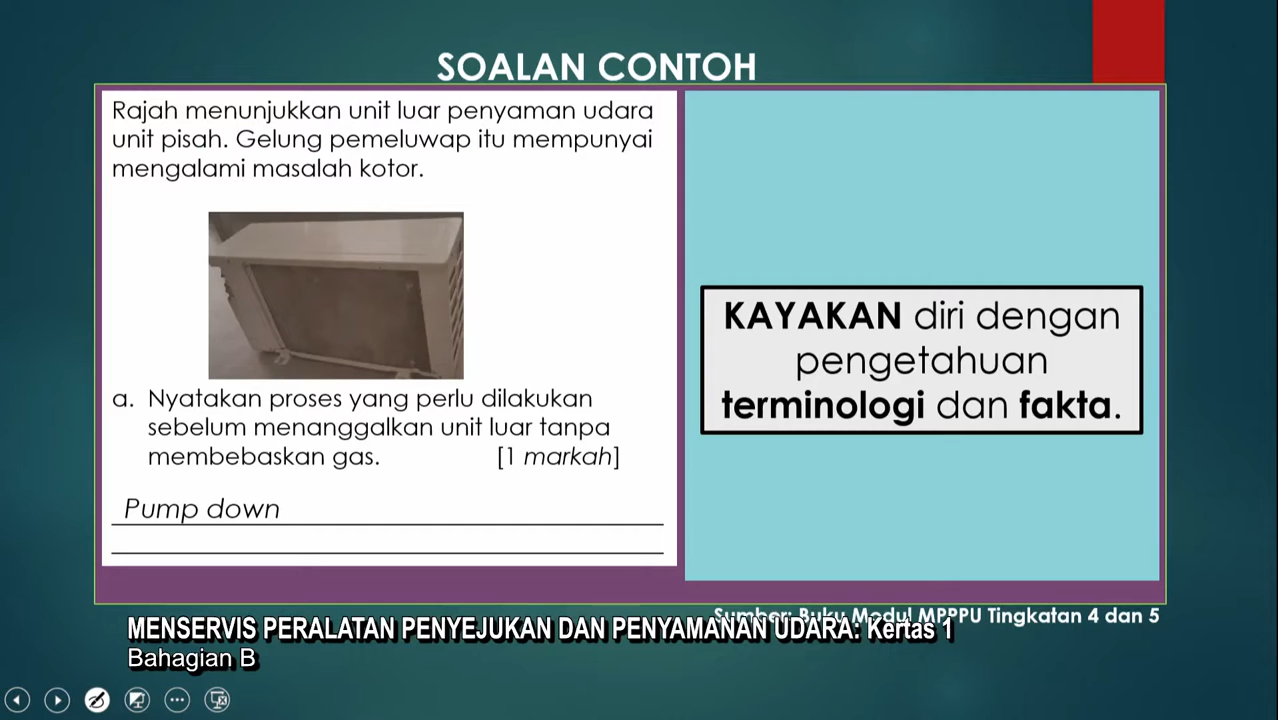 SOALAN CONTOH
Rajah menunjukkan unit luar penyaman udara
unit pisah. Gelung pemeluwap itu mempunyai
mengalami masalah kotor.
a. Nyatakan proses yang perlu dilakukan
sebelum menanggalkan unit luar tanpa
membebaskan gas. [1 markah]
Pump down
KAYAKAN diri dengan
pengetahuan
terminologi dan fakta.
Sumber: Buku Modul MPPPU Tingkatan 4 dan 5
MENSERVIS PERALATAN PENYEJUKAN DAN PENYAMANAN UDARA: Kertas 1
Bahagian B